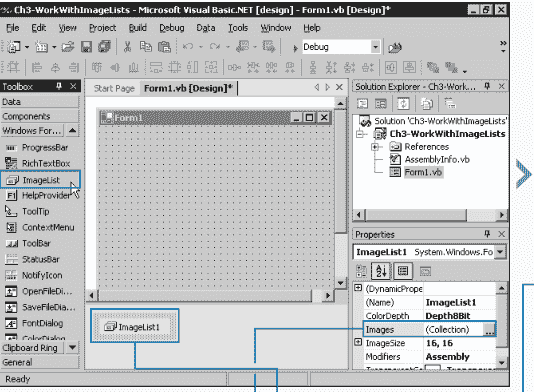 Ch3-WorkWithImageLists - Microsoft Visual Basic.NET [design] - Form1.vb [Design]*
File Edit View Project Build Debug Data Tools Window Help
Debug
Toolbox
Data
Components
Windows For...
ProgressBar
RichTextBox
ImageList
HelpProvider
ToolTip
ContextMenu
ToolBar
StatusBar
NotifyIcon
OpenFileDi...
SaveFileDia...
FontDialog
ColorDialog
Clipboard Ring
General
Start Page Form1.vb [Design]*
Form1
ImageList1
Solution Explorer - Ch3-Work...
Solution 'Ch3-WorkWithImageLists'
Ch3-WorkWithImageLists
References
AssemblyInfo.vb
Form1.vb
Properties
ImageList1 System.Windows.Fo
(DynamicPrope
(Name) ImageList1
ColorDepth Depth8Bit
Images (Collection) ...
ImageSize 16, 16
Modifiers Assembly
Ready